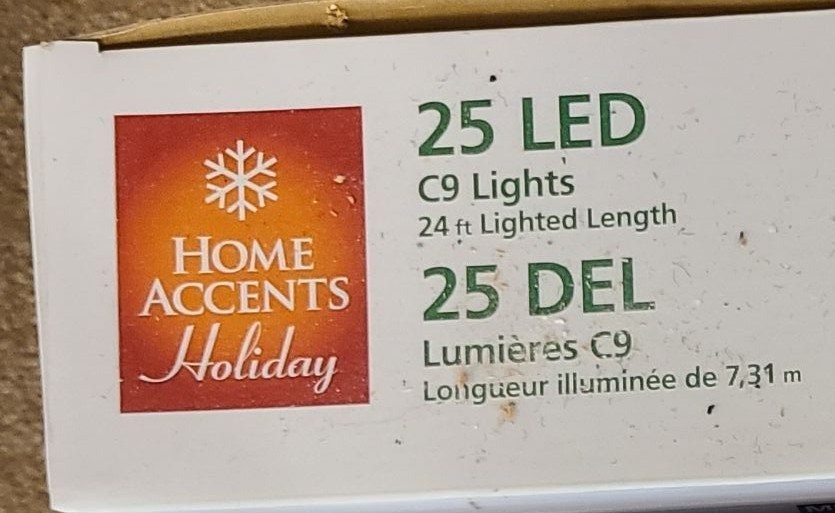 HOME
ACCENTS
Holiday
25 LED
C9 Lights
24 ft Lighted Length
25 DEL
Lumières C9
Longueur illuminée de 7,31 m